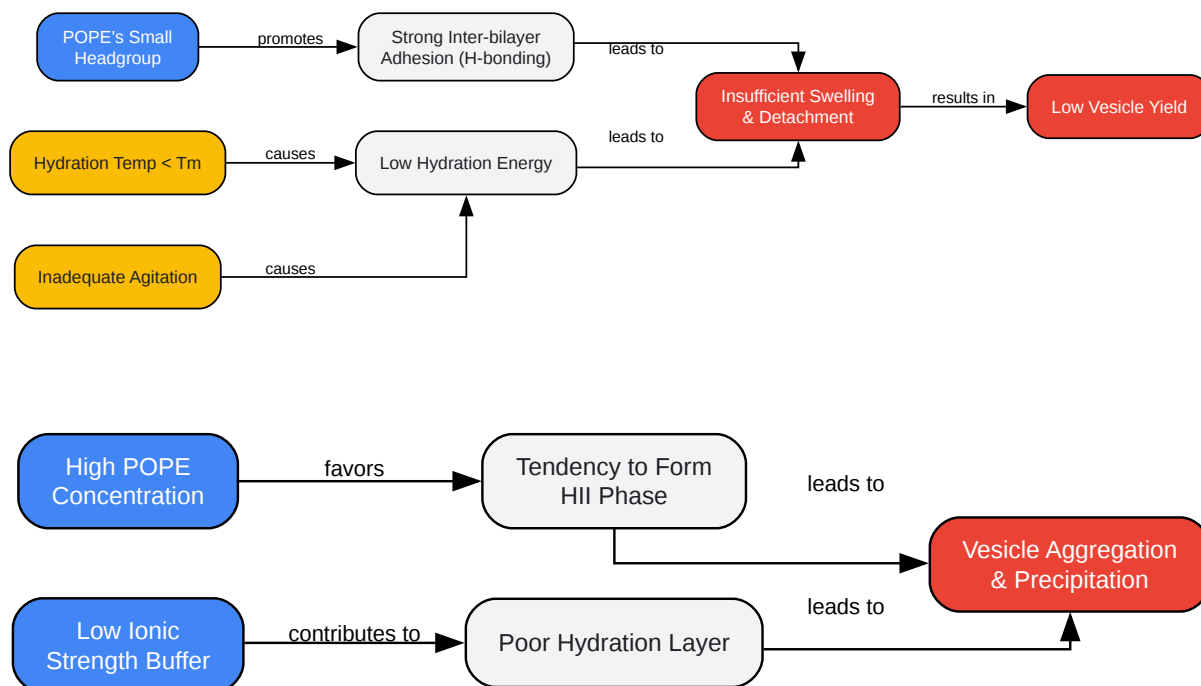 POPE's Small
Headgroup
promotes
Strong Inter-bilayer
Adhesion (H-bonding)
leads to
Insufficient Swelling
& Detachment
results in
Low Vesicle Yield
Hydration Temp < Tm
causes
Low Hydration Energy
leads to
Inadequate Agitation
causes
High POPE
Concentration
favors
Tendency to Form
HII Phase
leads to
Vesicle Aggregation
& Precipitation
Low Ionic
Strength Buffer
contributes to
Poor Hydration Layer
leads to